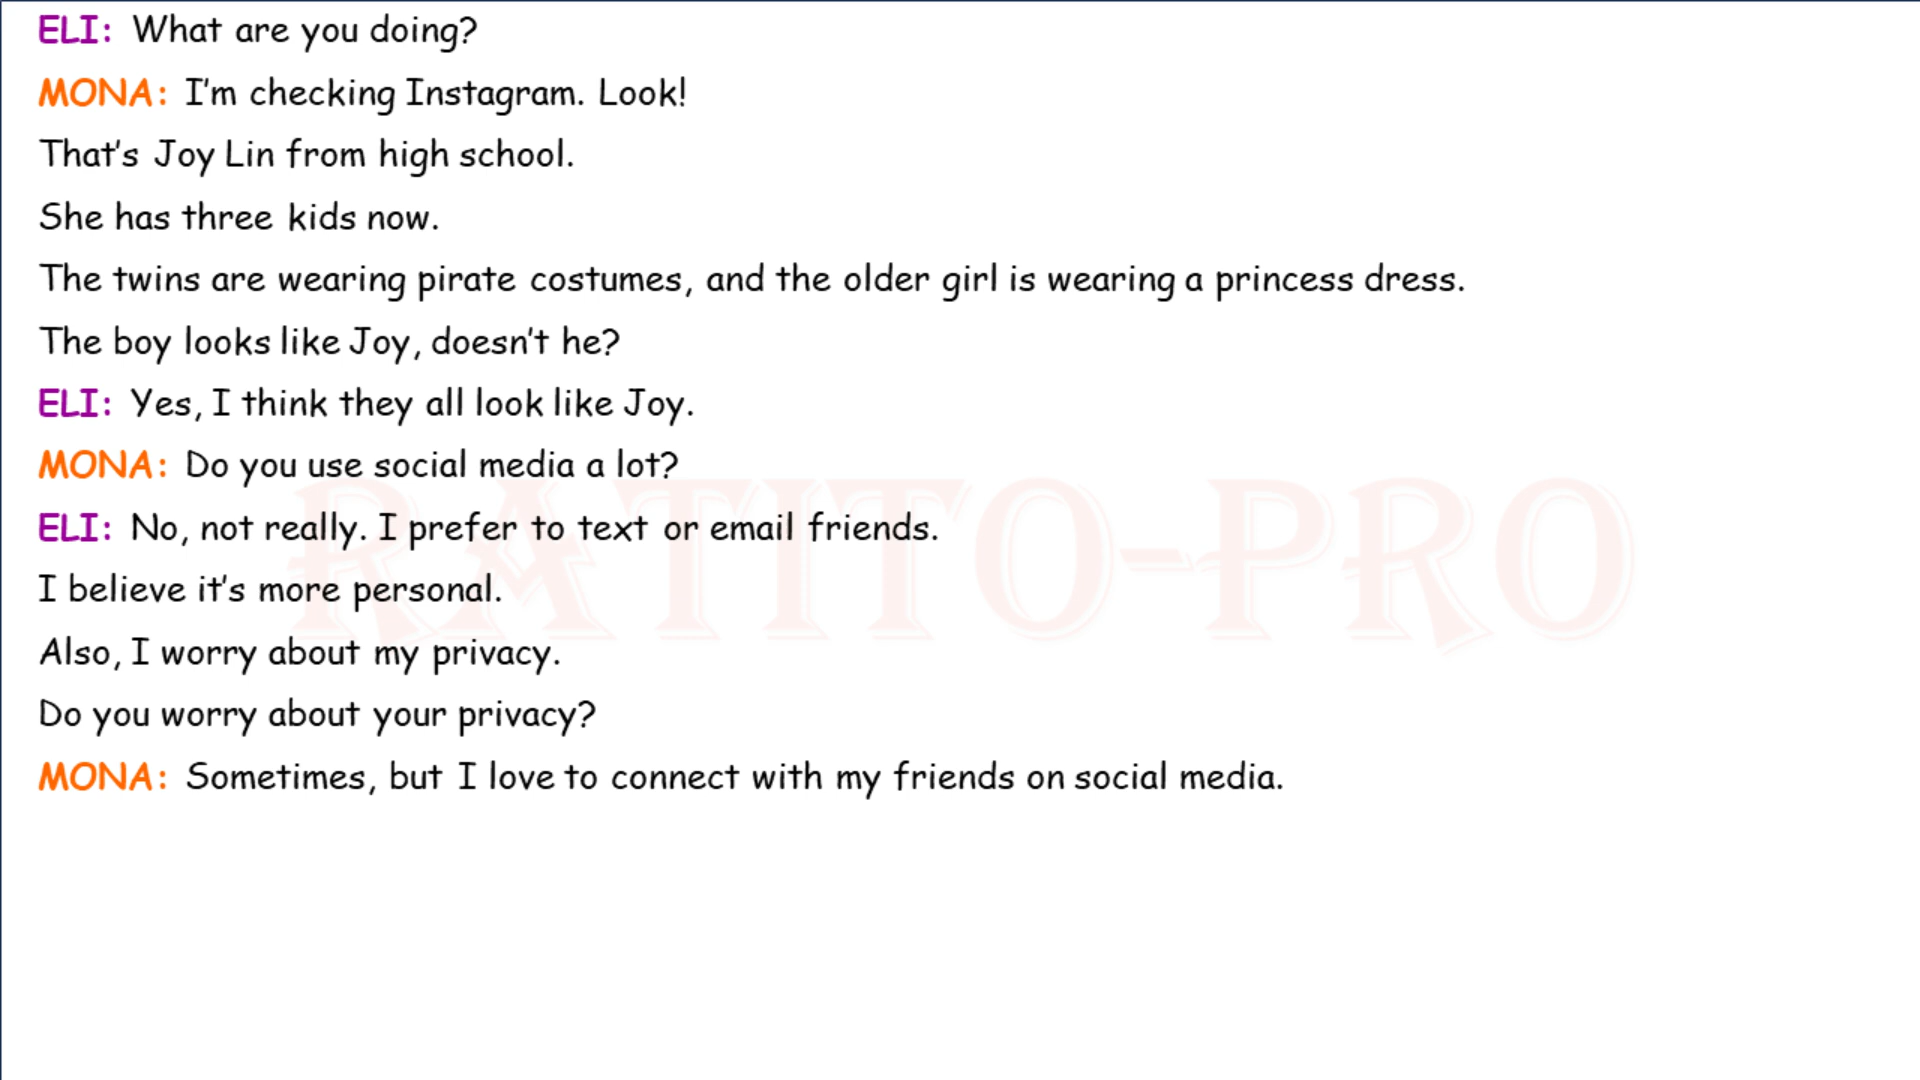 ELI: What are you doing?
MONA: I'm checking Instagram. Look!
That's Joy Lin from high school.
She has three kids now.
The twins are wearing pirate costumes, and the older girl is wearing a princess dress.
The boy looks like Joy, doesn't he?
ELI: Yes, I think they all look like Joy.
MONA: Do you use social media a lot?
ELI: No, not really. I prefer to text or email friends.
RATITO-PRO
I believe it's more personal.
Also, I worry about my privacy.
Do you worry about your privacy?
MONA: Sometimes, but I love to connect with my friends on social media.